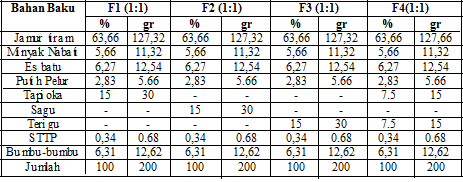 Bahan Baku F1 (1:1) F2 (1:1) F3 (1:1) F4(1:1)
% gr % gr % gr % gr
Jamur tiram 63,66 127,32 63,66 127,32 63,66 127,32 63,66 127,66
Minyak Nabati 5,66 11,32 5,66 11,32 5,66 11,32 5,66 11,32
Es batu 6,27 12,54 6,27 12,54 6,27 12,54 6,27 12,54
Putih Pelur 2,83 5.66 2,83 5.66 2,83 5.66 2,83 5.66
Tapioka 15 30 - - - - 7.5 15
Sagu - - 15 30 - - - -
Terigu - - - - 15 30 7,5 15
STTP 0,34 0.68 0,34 0.68 0,34 0.68 0,34 0.68
Bumbu-bumbu 6,31 12,62 6,31 12,62 6,31 12,62 6,31 12,62
Jumlah 100 200 100 200 100 200 100 200